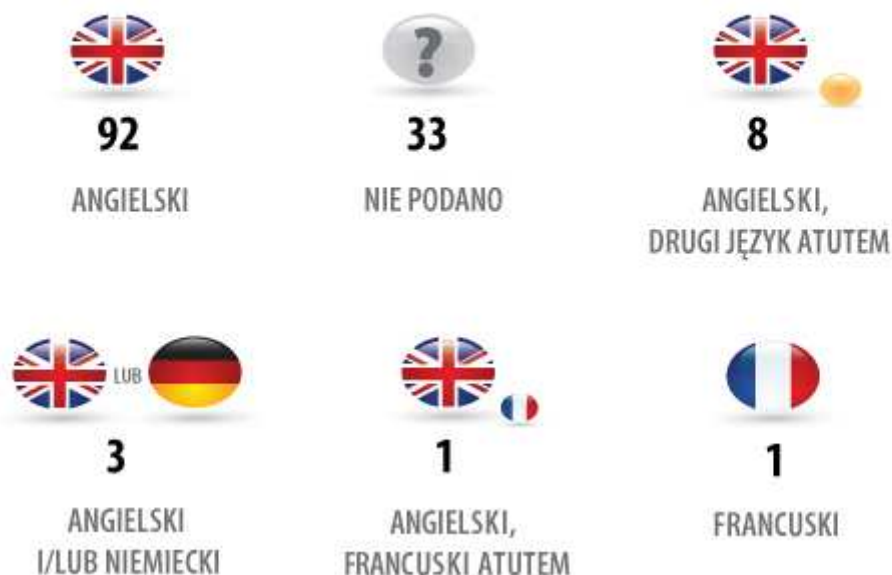 ?
92
ANGIELSKI
33
NIE PODANO
8
ANGIELSKI,
DRUGI JĘZYK ATUTEM
LUB
3
ANGIELSKI
I/LUB NIEMIECKI
1
ANGIELSKI,
FRANCUSKI ATUTEM
1
FRANCUSKI